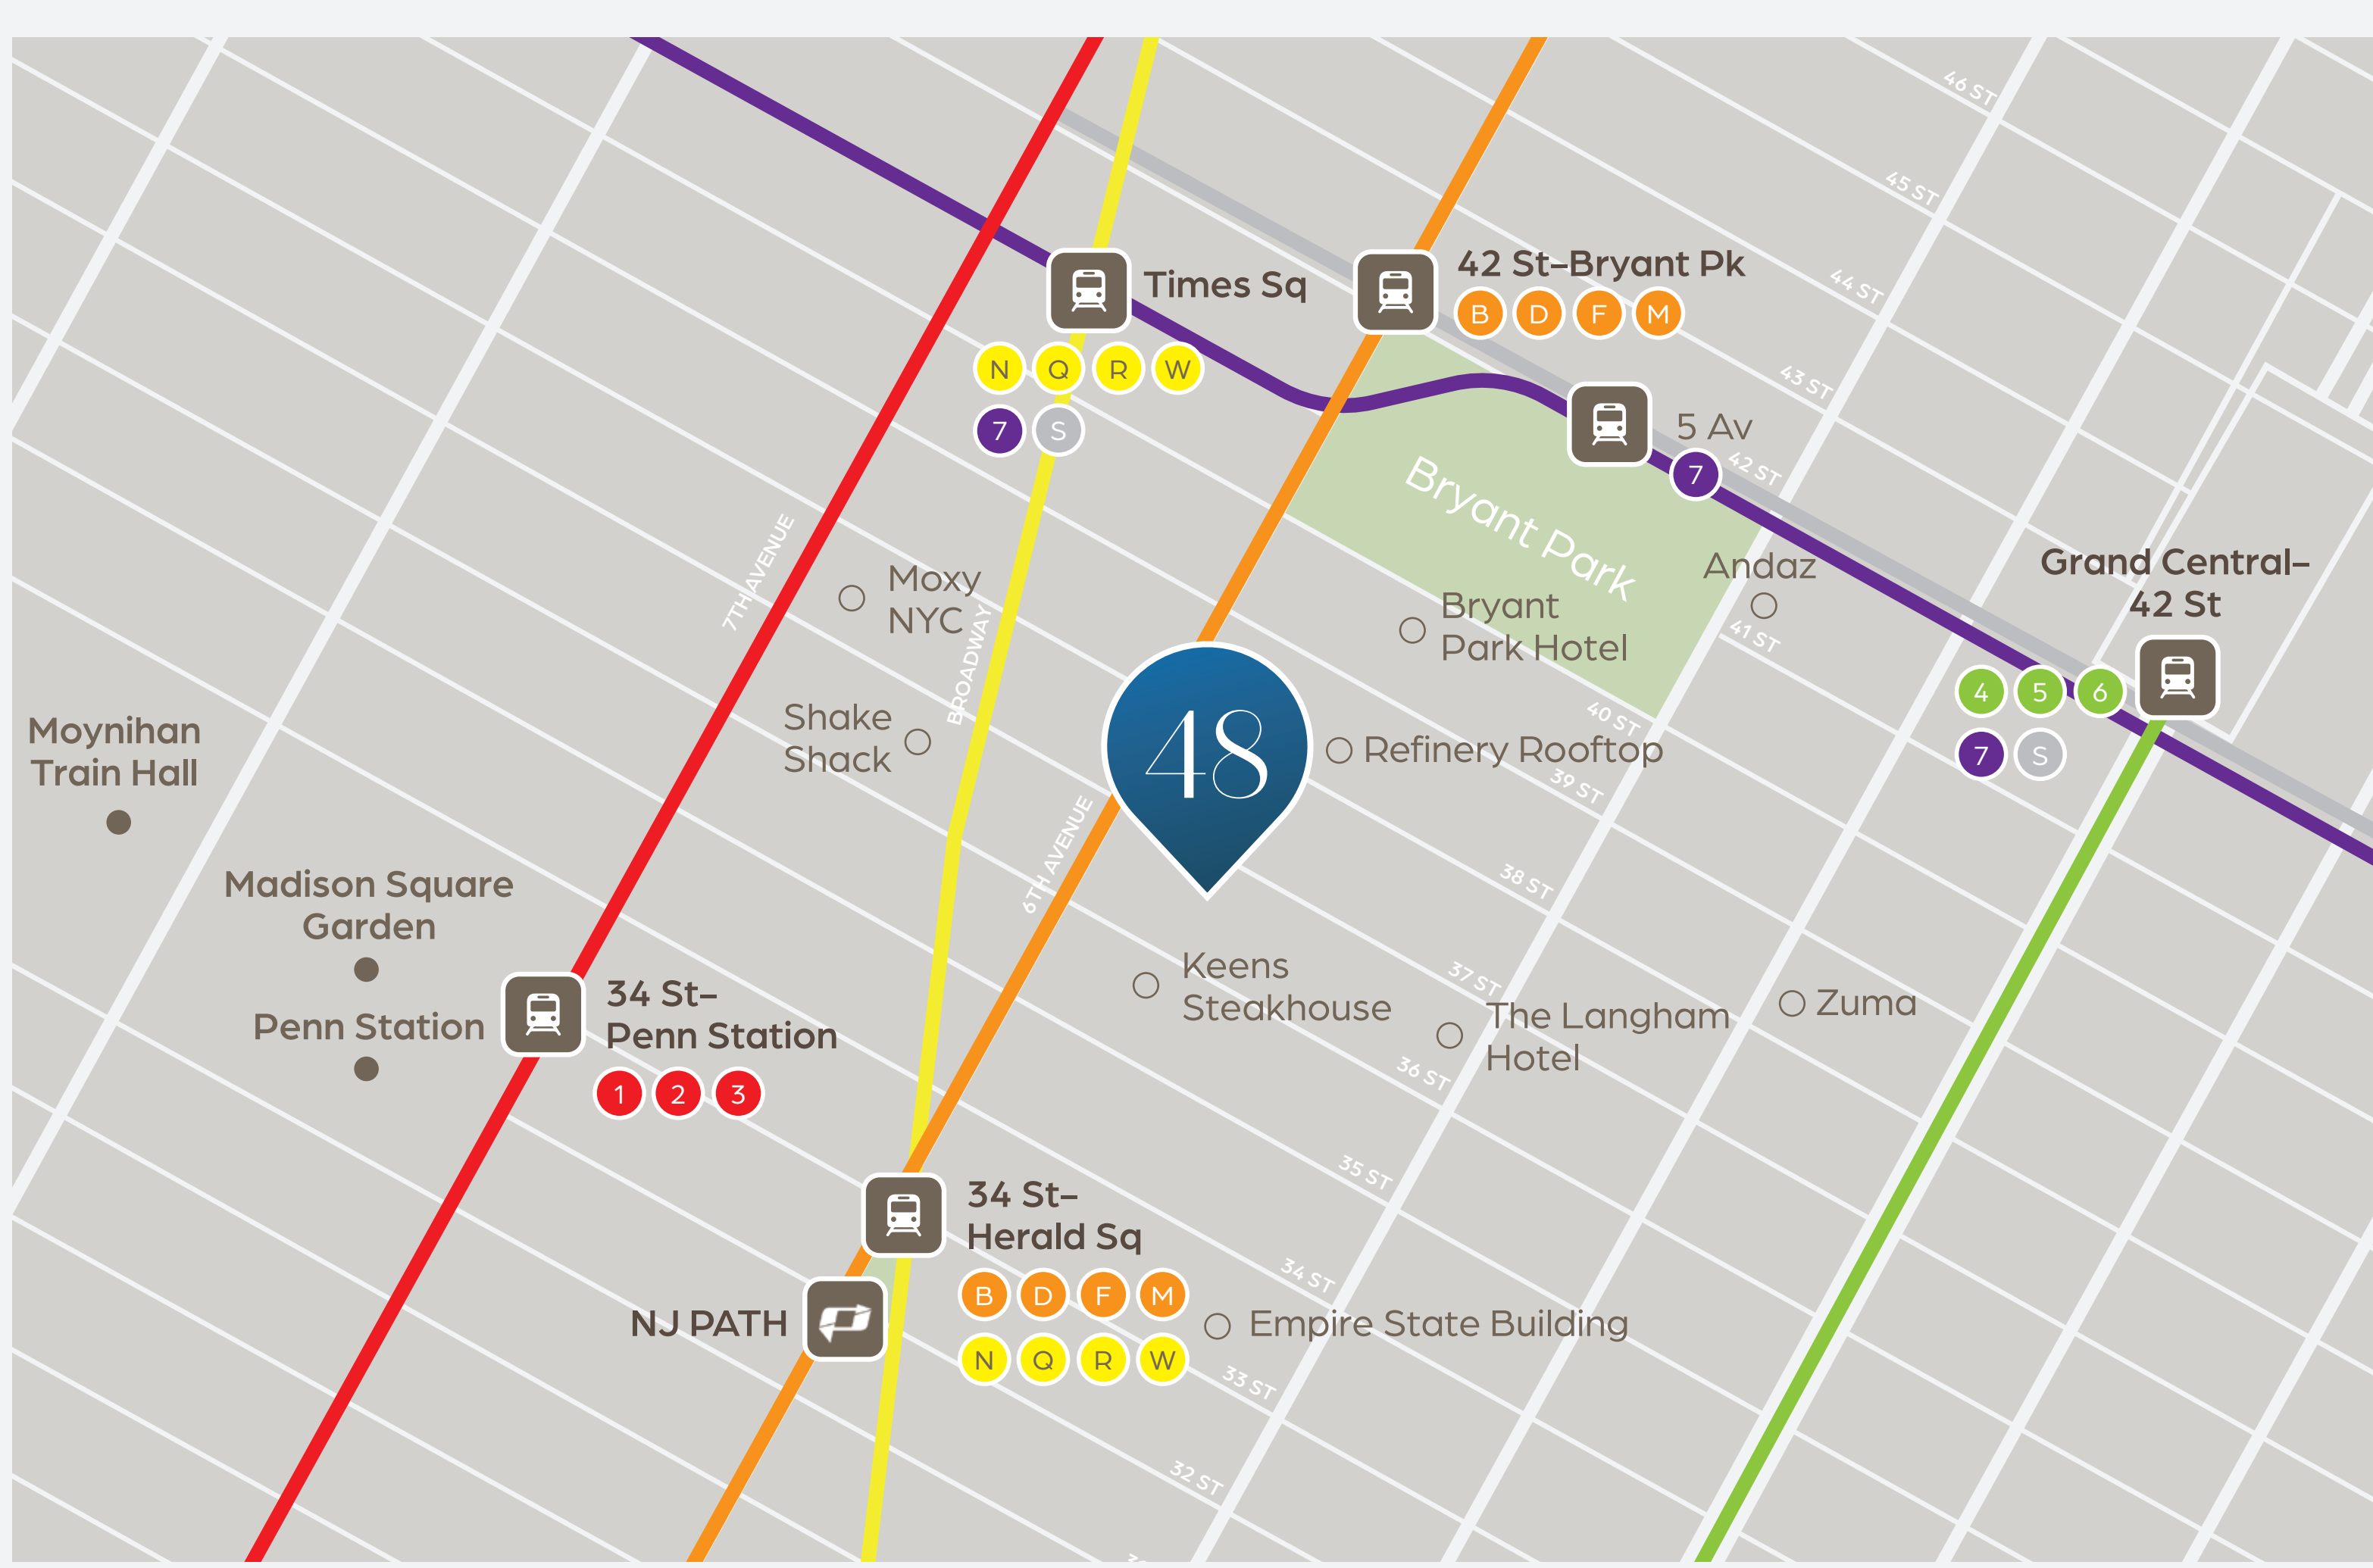 46 ST
45 ST
44 ST
43 ST
42 ST
Times Sq
N Q R W
7 S
42 St–Bryant Pk
B D F M
5 Av
7
Bryant Park
Andaz
Grand Central–
42 St
4 5 6
7 S
41 ST
7TH AVENUE
Moxy
NYC
BROADWAY
Bryant
Park Hotel
40 ST
Shake
Shack
48
Refinery Rooftop
39 ST
Moynihan
Train Hall
6TH AVENUE
38 ST
Madison Square
Garden
Penn Station
34 St–
Penn Station
1 2 3
Keens
Steakhouse
37 ST
The Langham
Hotel
Zuma
36 ST
35 ST
34 St–
Herald Sq
B D F M
N Q R W
NJ PATH
Empire State Building
34 ST
33 ST
32 ST